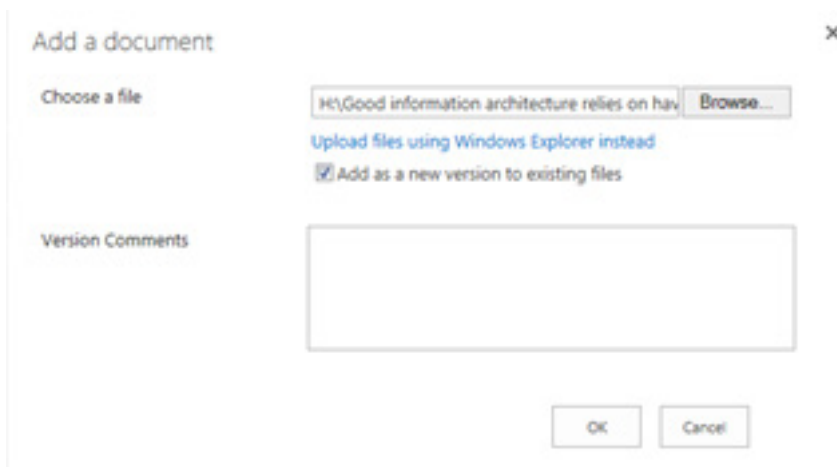 Add a document
Choose a file
H:\Good information architecture relies on hav Browse...
Upload files using Windows Explorer instead
Add as a new version to existing files
Version Comments
OK Cancel